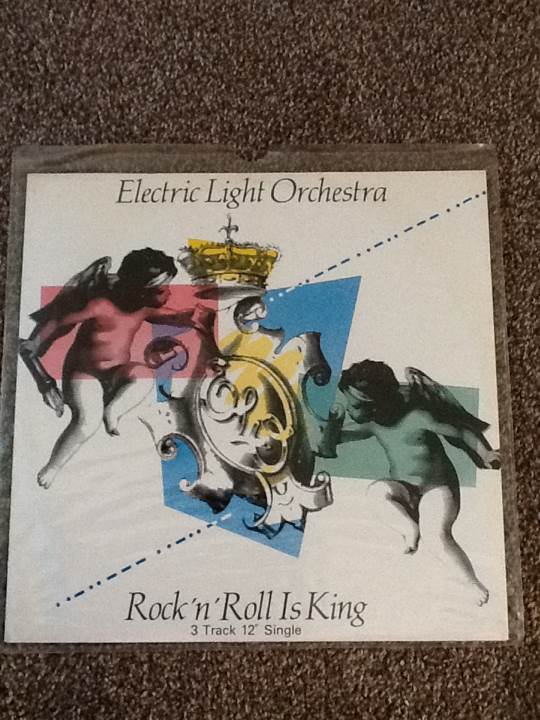 Electric Light Orchestra
Rock 'n' Roll Is King
3 Track 12" Single